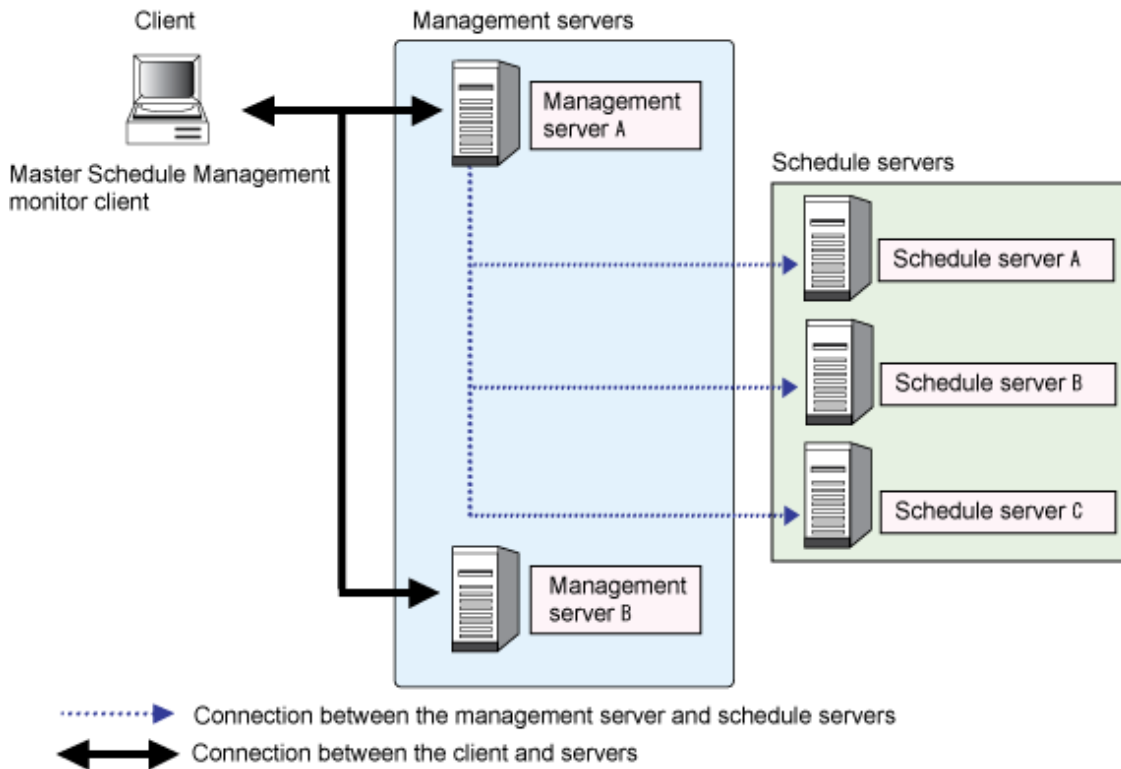 Client
Management servers
Management
server A
Master Schedule Management
monitor client
Schedule servers
Schedule server A
Schedule server B
Schedule server C
Management
server B
Connection between the management server and schedule servers
Connection between the client and servers